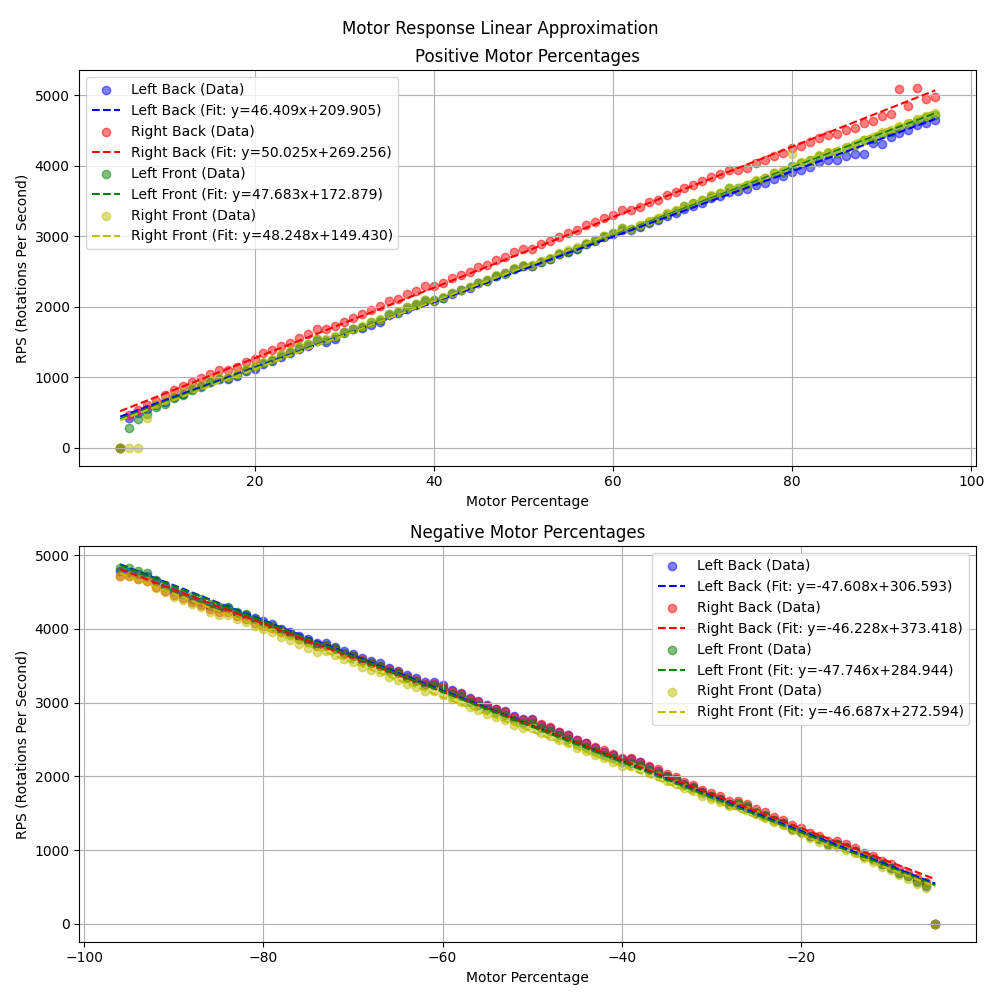 Motor Response Linear Approximation
Positive Motor Percentages
RPS (Rotations Per Second)
5000
4000
3000
2000
1000
0
Left Back (Data)
Left Back (Fit: y=46.409x+209.905)
Right Back (Data)
Right Back (Fit: y=50.025x+269.256)
Left Front (Data)
Left Front (Fit: y=47.683x+172.879)
Right Front (Data)
Right Front (Fit: y=48.248x+149.430)
20 40 60 80 100
Motor Percentage
Negative Motor Percentages
RPS (Rotations Per Second)
5000
4000
3000
2000
1000
0
Left Back (Data)
Left Back (Fit: y=-47.608x+306.593)
Right Back (Data)
Right Back (Fit: y=-46.228x+373.418)
Left Front (Data)
Left Front (Fit: y=-47.746x+284.944)
Right Front (Data)
Right Front (Fit: y=-46.687x+272.594)
−100 −80 −60 −40 −20
Motor Percentage